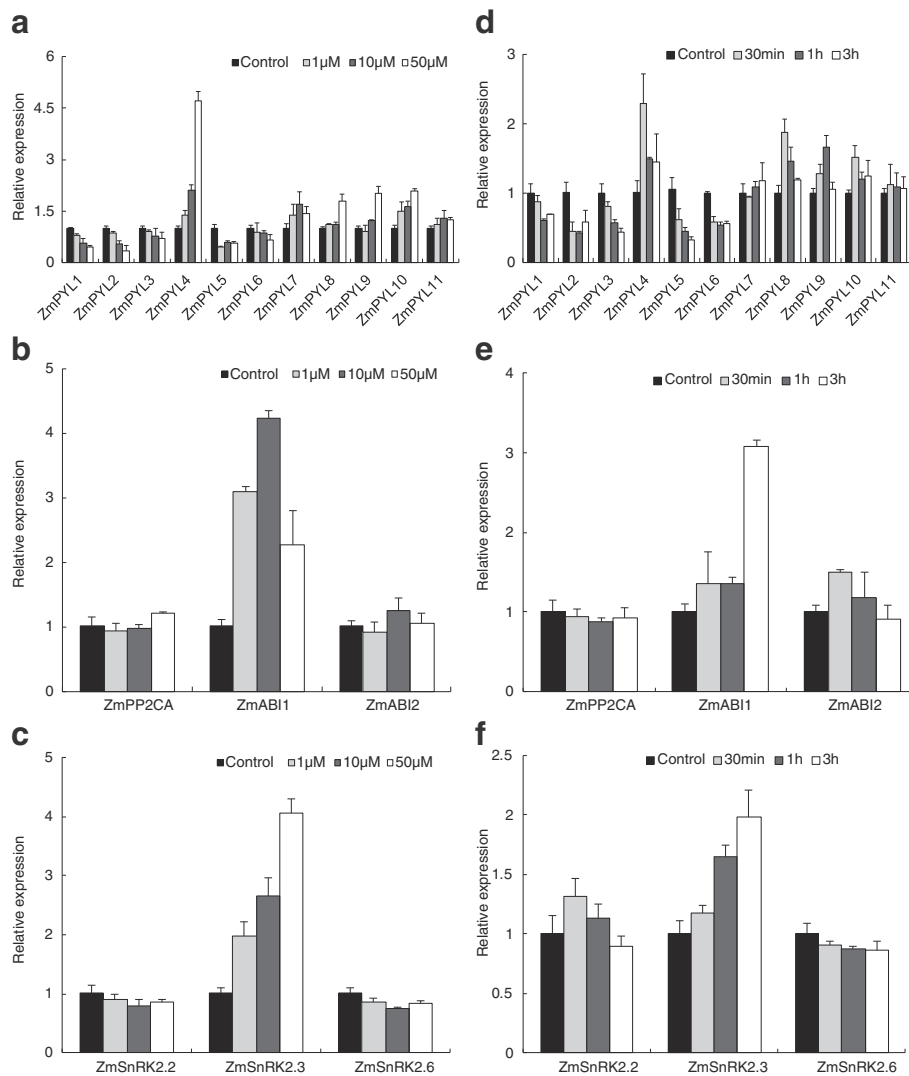 a
Control 1μM 10μM 50μM
Relative expression
6
4.5
3
1.5
0
ZmPYL1 ZmPYL2 ZmPYL3 ZmPYL4 ZmPYL5 ZmPYL6 ZmPYL7 ZmPYL8 ZmPYL9 ZmPYL10 ZmPYL11
d
Control 30min 1h 3h
Relative expression
3
2
1
0
ZmPYL1 ZmPYL2 ZmPYL3 ZmPYL4 ZmPYL5 ZmPYL6 ZmPYL7 ZmPYL8 ZmPYL9 ZmPYL10 ZmPYL11
b
Control 1μM 10μM 50μM
Relative expression
5
4
3
2
1
0
ZmPP2CA ZmABI1 ZmABI2
e
Control 30min 1h 3h
Relative expression
4
3
2
1
0
ZmPP2CA ZmABI1 ZmABI2
c
Control 1μM 10μM 50μM
Relative expression
5
4
3
2
1
0
ZmSnRK2.2 ZmSnRK2.3 ZmSnRK2.6
f
Control 30min 1h 3h
Relative expression
2.5
2
1.5
1
0.5
0
ZmSnRK2.2 ZmSnRK2.3 ZmSnRK2.6